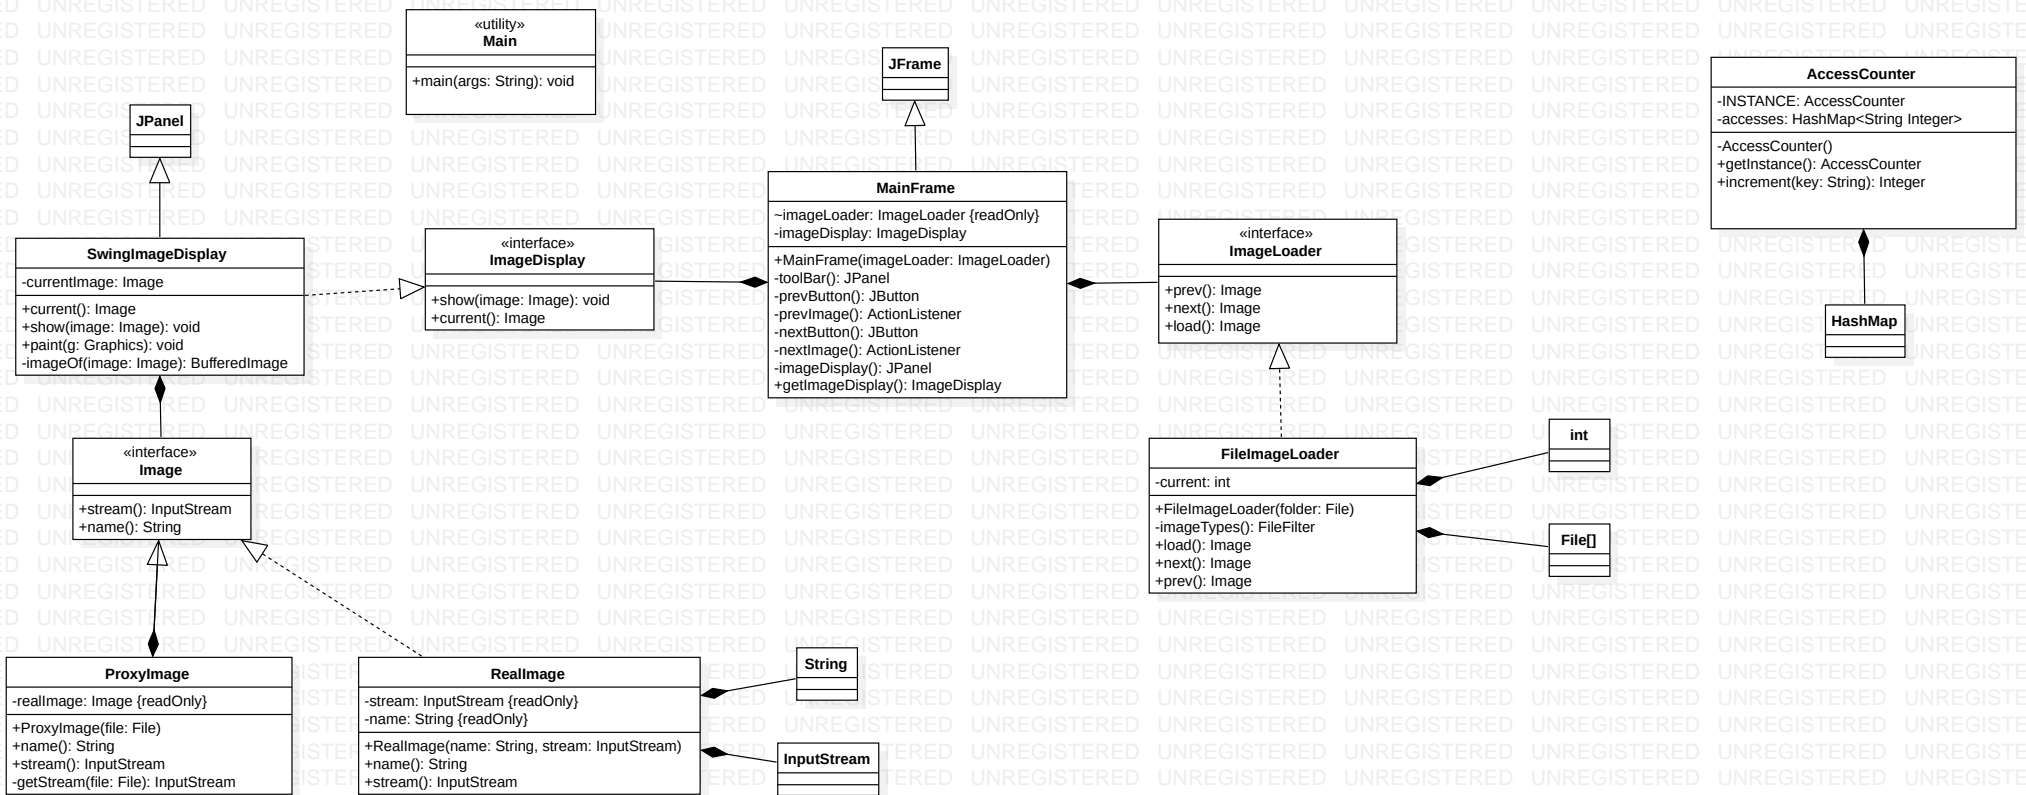 «utility»
Main
+main(args: String): void
JFrame
AccessCounter
-INSTANCE: AccessCounter
-accesses: HashMap<String Integer>
-AccessCounter()
+getInstance(): AccessCounter
+increment(key: String): Integer
JPanel
MainFrame
~imageLoader: ImageLoader {readOnly}
-imageDisplay: ImageDisplay
+MainFrame(imageLoader: ImageLoader)
-toolBar(): JPanel
-prevButton(): JButton
-prevImage(): ActionListener
-nextButton(): JButton
-nextImage(): ActionListener
-imageDisplay(): JPanel
+getImageDisplay(): ImageDisplay
SwingImageDisplay
-currentImage: Image
+current(): Image
+show(image: Image): void
+paint(g: Graphics): void
-imageOf(image: Image): BufferedImage
«interface»
ImageDisplay
+show(image: Image): void
+current(): Image
«interface»
ImageLoader
+prev(): Image
+next(): Image
+load(): Image
HashMap
«interface»
Image
+stream(): InputStream
+name(): String
FileImageLoader
-current: int
+FileImageLoader(folder: File)
-imageTypes(): FileFilter
+load(): Image
+next(): Image
+prev(): Image
int
File[]
ProxyImage
-realImage: Image {readOnly}
+ProxyImage(file: File)
+name(): String
+stream(): InputStream
-getStream(file: File): InputStream
RealImage
-stream: InputStream {readOnly}
-name: String {readOnly}
+RealImage(name: String, stream: InputStream)
+name(): String
+stream(): InputStream
String
InputStream
UNREGISTERED